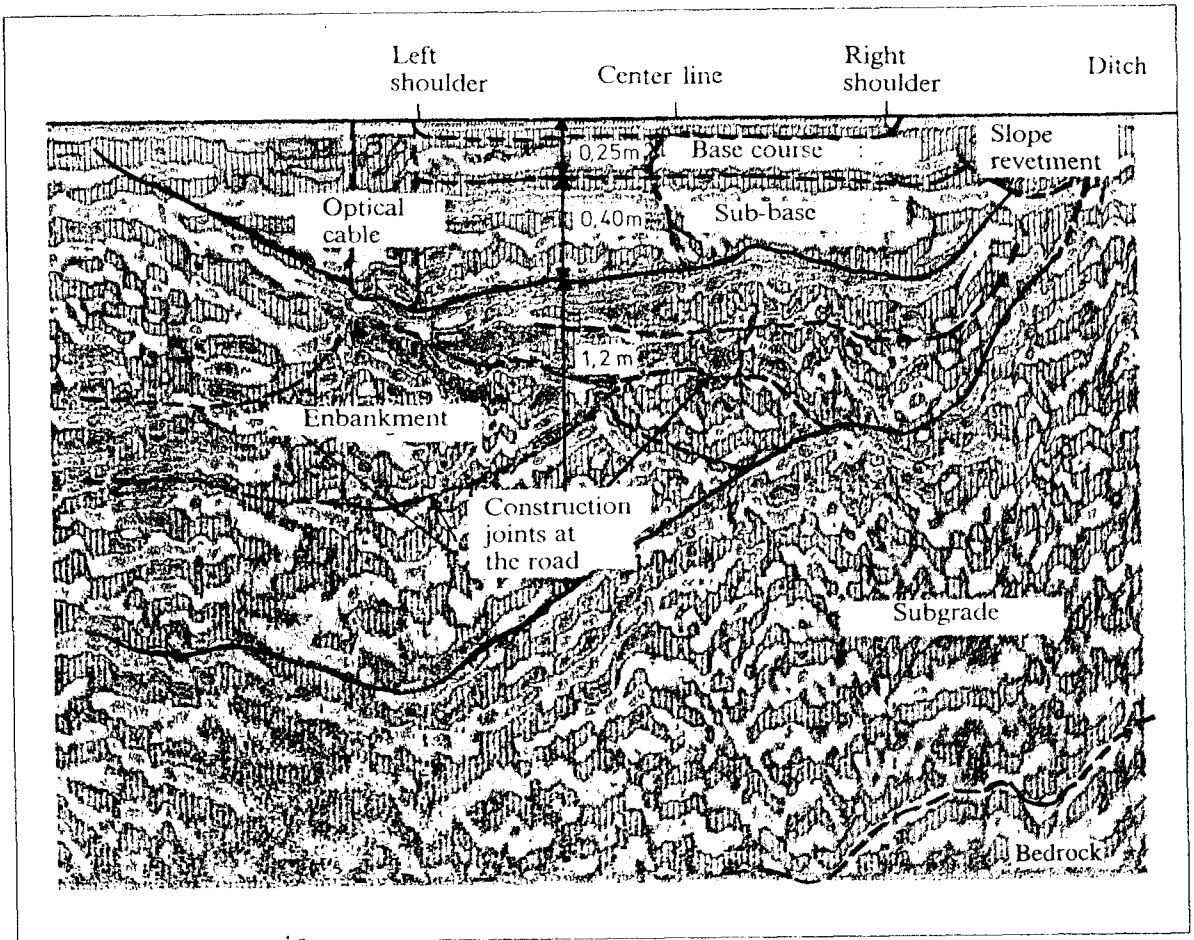 Left
shoulder
Center line
Right
shoulder
Ditch
Slope
revetment
0,25m
Base course
Optical
cable
0,40m
Sub-base
1,2 m
Enbankment
Construction
joints at
the road
Subgrade
Bedrock